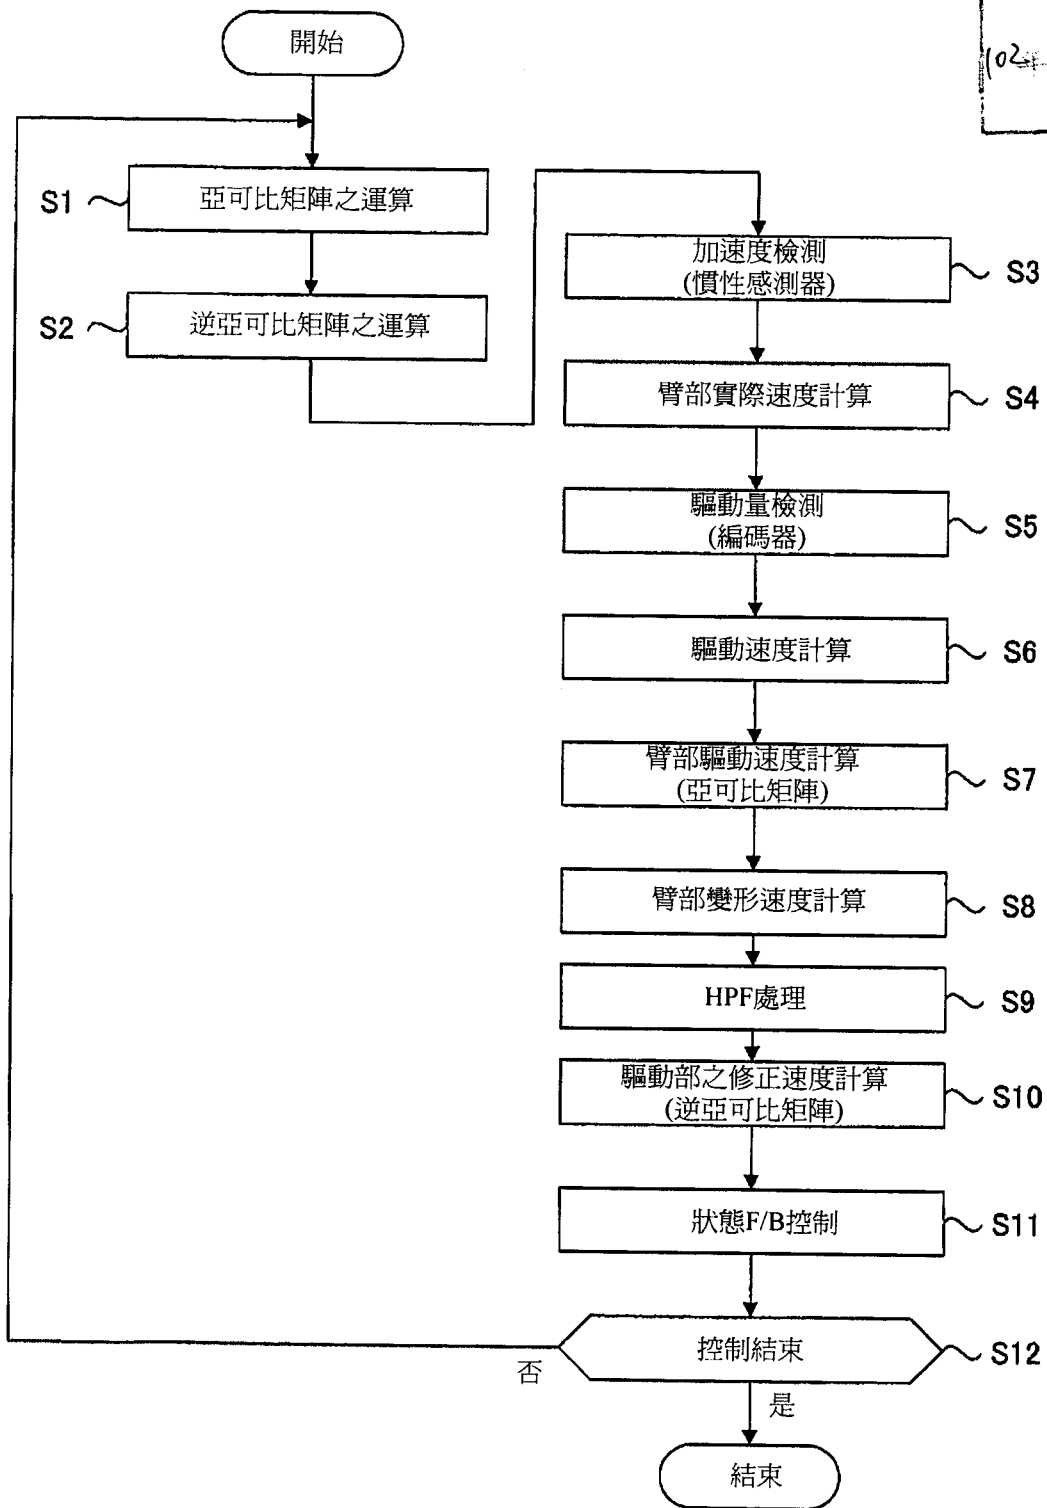 開始
102年
S1
亞可比矩陣之運算
S2
逆亞可比矩陣之運算
加速度檢測
(慣性感測器)
S3
臂部實際速度計算
S4
驅動量檢測
(編碼器)
S5
驅動速度計算
S6
臂部驅動速度計算
(亞可比矩陣)
S7
臂部變形速度計算
S8
HPF處理
S9
驅動部之修正速度計算
(逆亞可比矩陣)
S10
狀態F/B控制
S11
控制結束
S12
否
是
結束